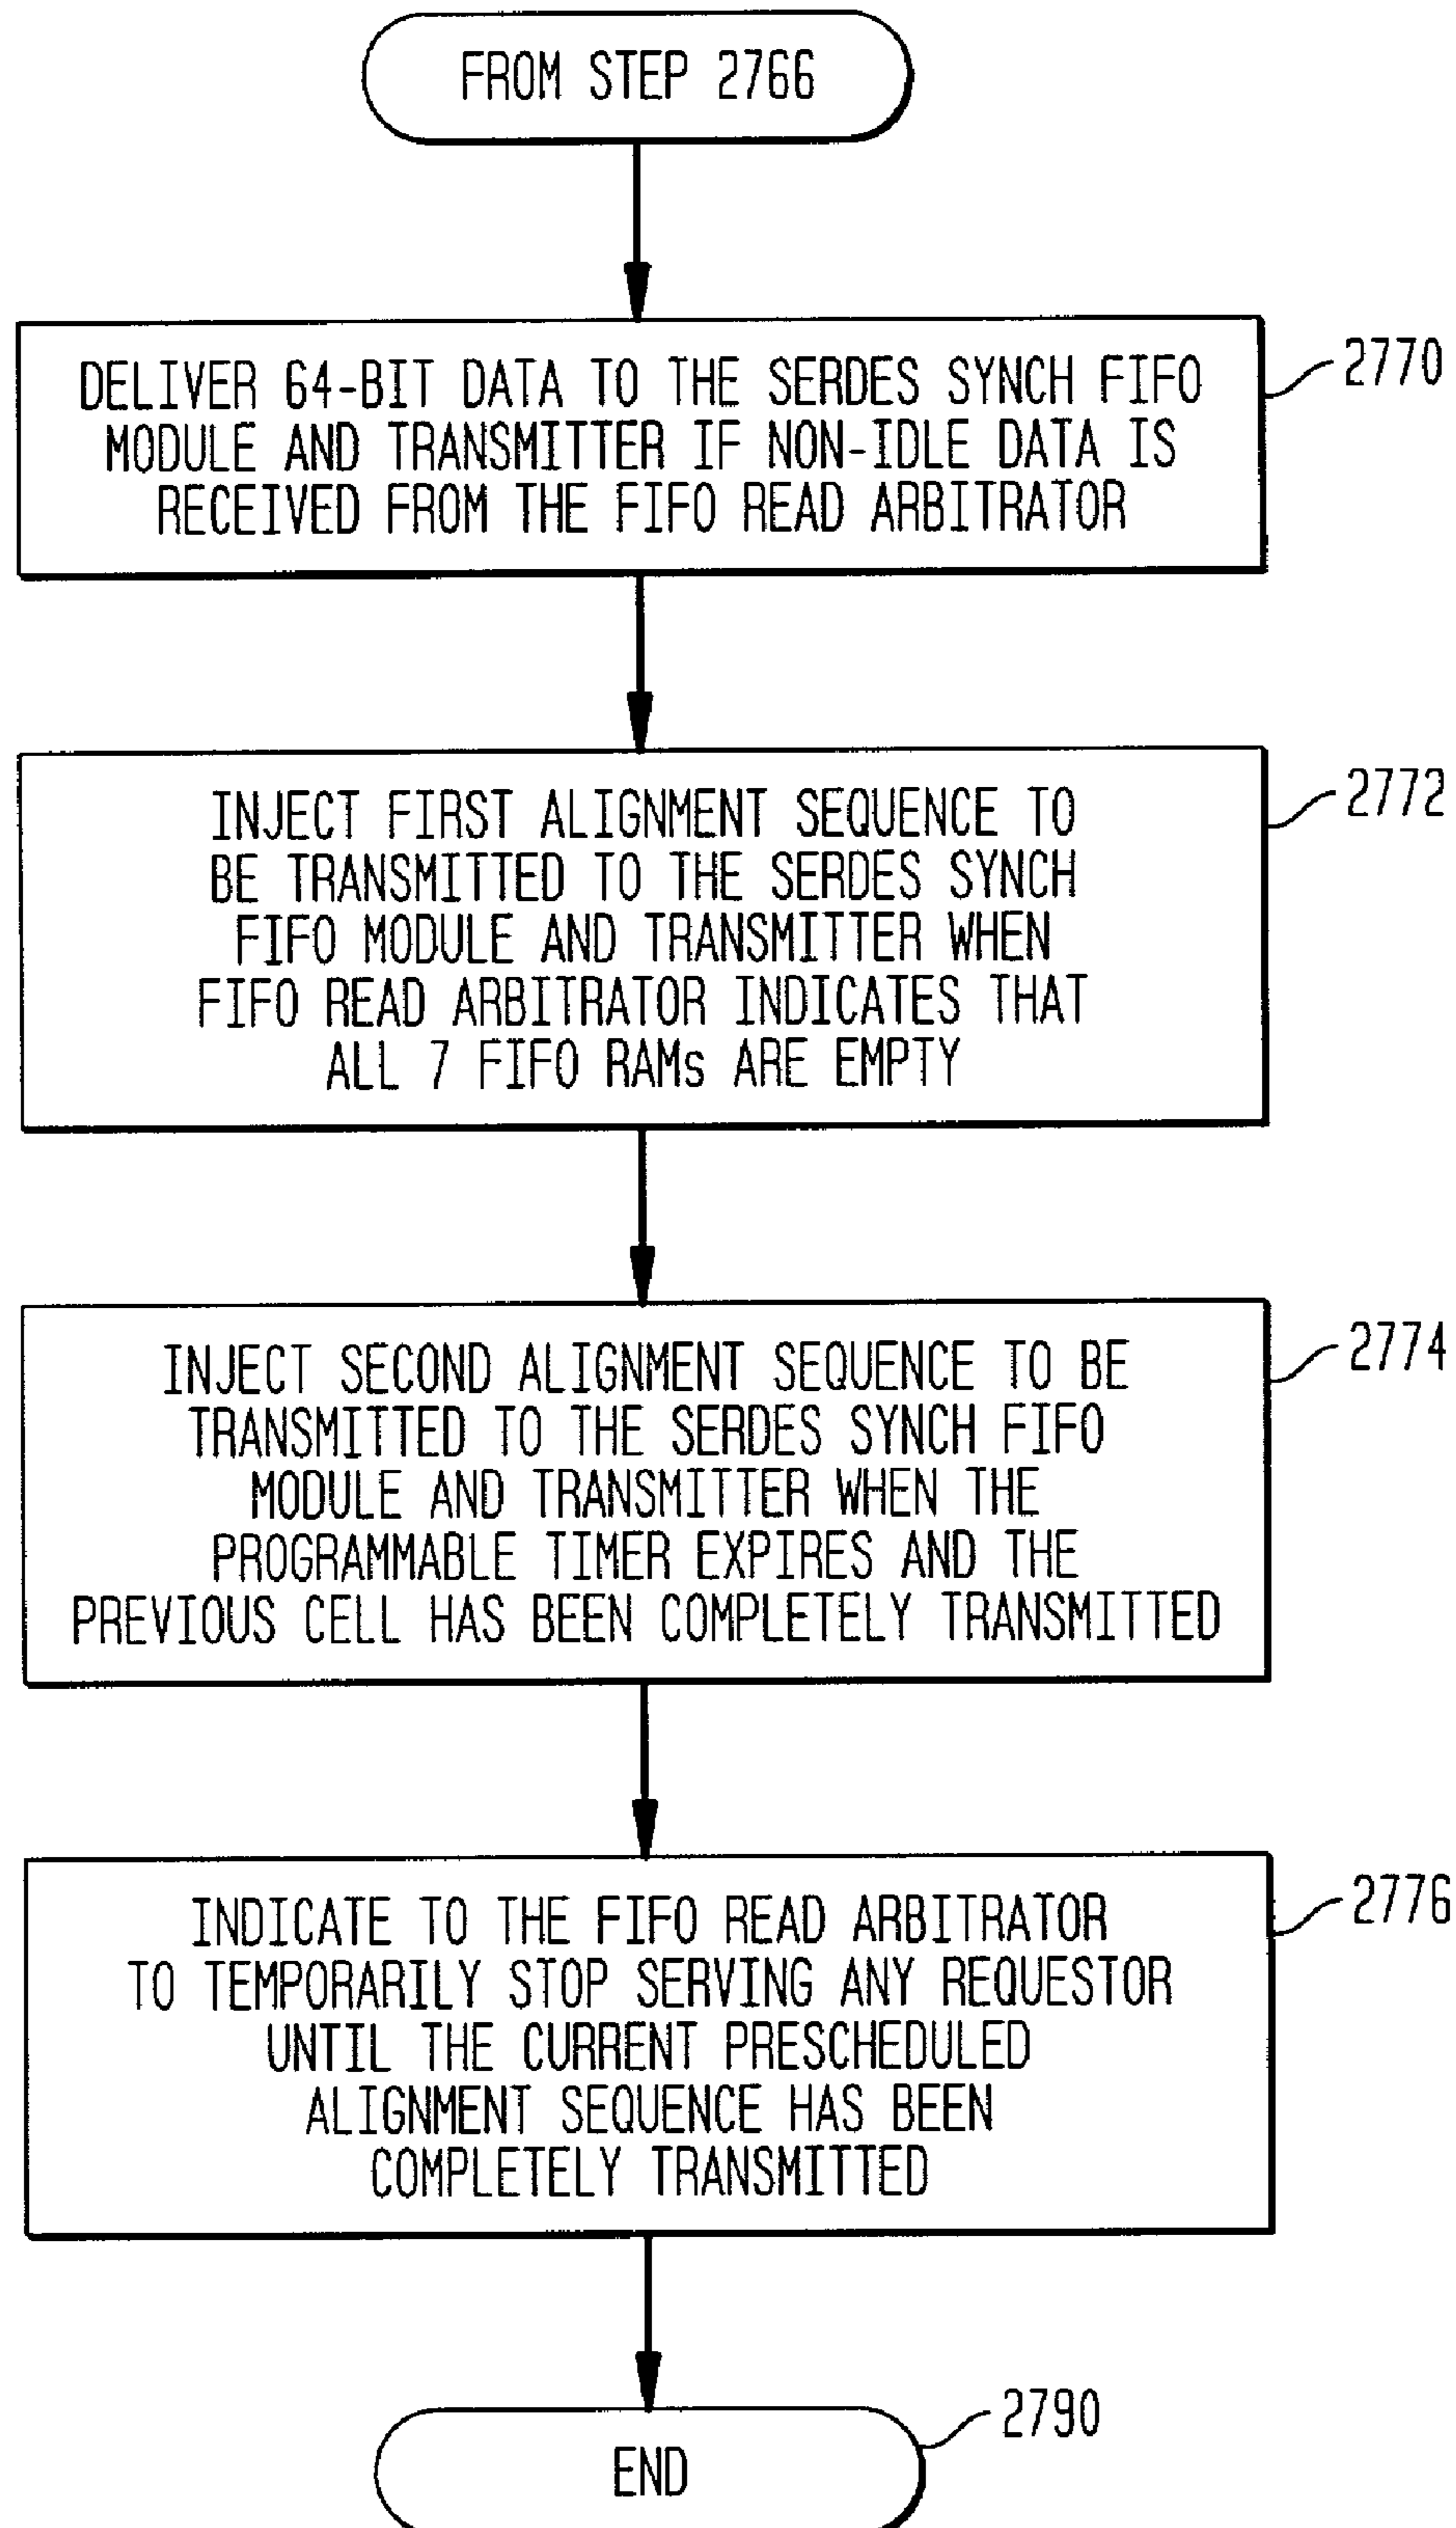 FROM STEP 2766
DELIVER 64-BIT DATA TO THE SERDES SYNCH FIFO
MODULE AND TRANSMITTER IF NON-IDLE DATA IS
RECEIVED FROM THE FIFO READ ARBITRATOR
2770
INJECT FIRST ALIGNMENT SEQUENCE TO
BE TRANSMITTED TO THE SERDES SYNCH
FIFO MODULE AND TRANSMITTER WHEN
FIFO READ ARBITRATOR INDICATES THAT
ALL 7 FIFO RAMs ARE EMPTY
2772
INJECT SECOND ALIGNMENT SEQUENCE TO BE
TRANSMITTED TO THE SERDES SYNCH FIFO
MODULE AND TRANSMITTER WHEN THE
PROGRAMMABLE TIMER EXPIRES AND THE
PREVIOUS CELL HAS BEEN COMPLETELY TRANSMITTED
2774
INDICATE TO THE FIFO READ ARBITRATOR
TO TEMPORARILY STOP SERVING ANY REQUESTOR
UNTIL THE CURRENT PRESCHEDULED
ALIGNMENT SEQUENCE HAS BEEN
COMPLETELY TRANSMITTED
2776
END
2790